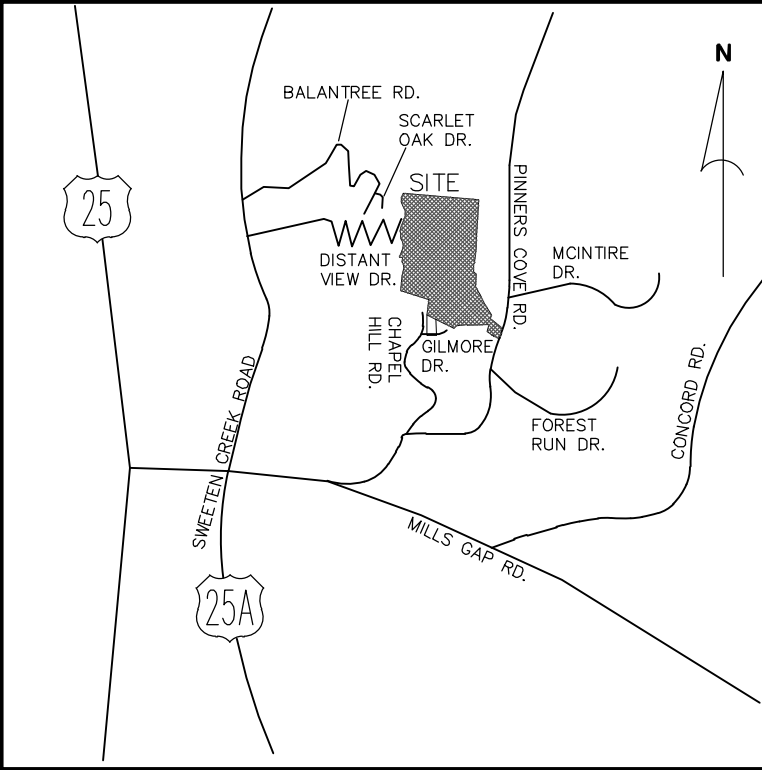 N
BALANTREE RD.
SCARLET
OAK DR.
SITE
25
PINNERS COVE RD.
MCINTIRE
DR.
DISTANT
VIEW DR.
CHAPEL
HILL RD.
GILMORE
DR.
CONCORD RD.
SWEETEN CREEK ROAD
FOREST
RUN DR.
MILLS GAP RD.
25A